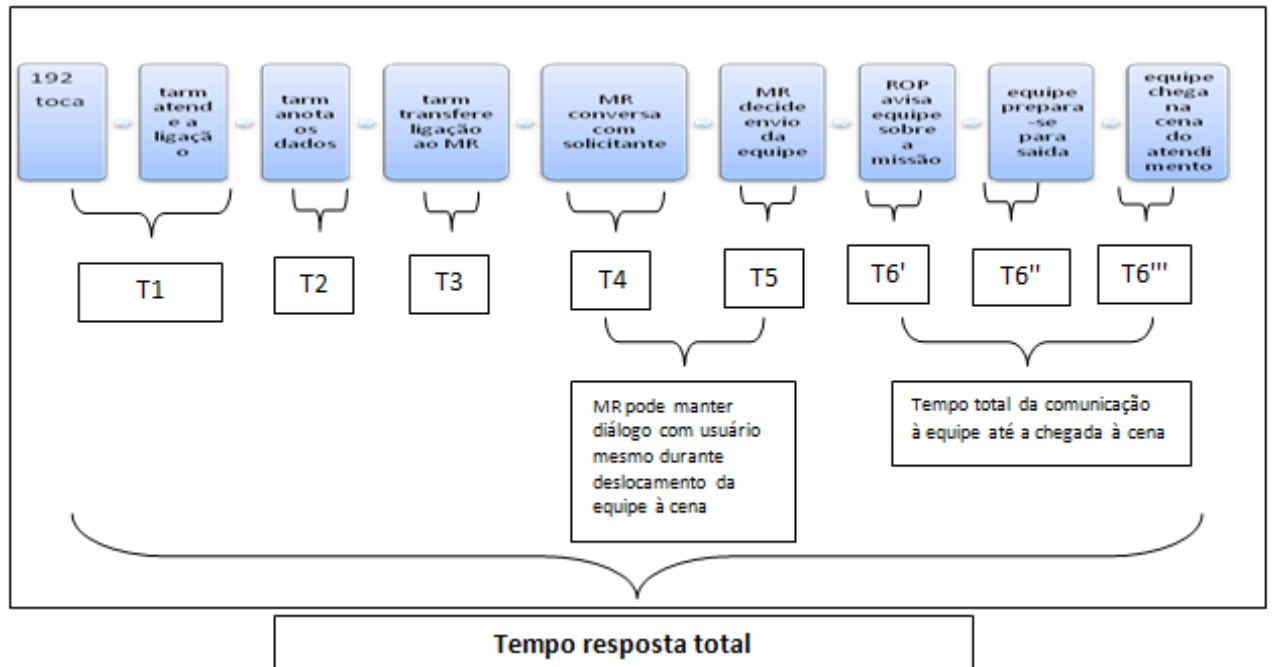 192
toca
tarm
atend
e a
ligaçã
o
tarm
anota
os
dados
tarm
transfere
ligação
ao MR
MR
conversa
com
solicitante
MR
decide
envio
da
equipe
ROP
avisa
equipe
sobre
a
missão
equipe
prepara
-se
para
saida
equipe
chega
na
cena
do
atendi
mento
T1
T2
T3
T4
T5
T6'
T6''
T6'''
MR pode manter
diálogo com usuário
mesmo durante
deslocamento da
equipe à cena
Tempo total da comunicação
à equipe até a chegada à cena
Tempo resposta total